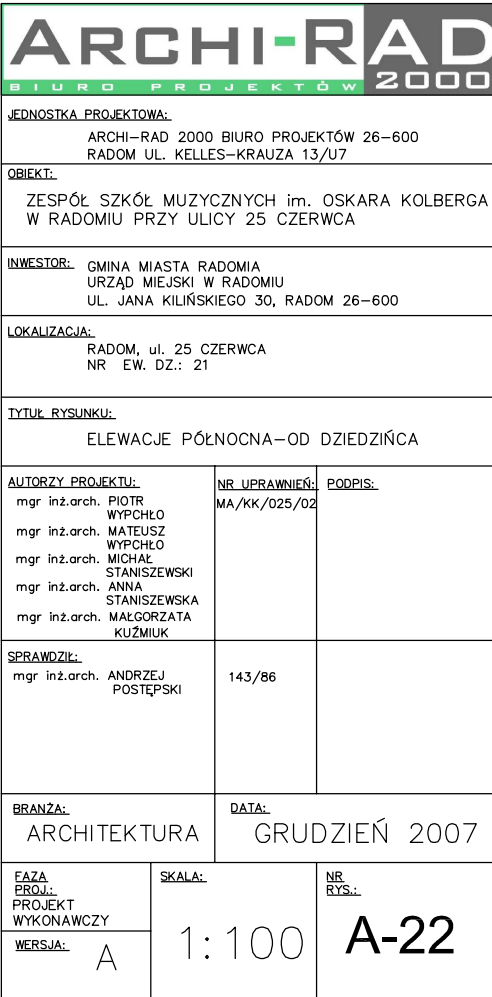 ARCHI-RAD
BIURO PROJEKTÓW 2000
JEDNOSTKA PROJEKTOWA:
ARCHI-RAD 2000 BIURO PROJEKTÓW 26-600
RADOM UL. KELLES-KRAUZA 13/U7
OBIEKT:
ZESPÓŁ SZKÓŁ MUZYCZNYCH im. OSKARA KOLBERGA
W RADOMIU PRZY ULICY 25 CZERWCA
INWESTOR: GMINA MIASTA RADOMIA
URZĄD MIEJSKI W RADOMIU
UL. JANA KILIŃSKIEGO 30, RADOM 26-600
LOKALIZACJA:
RADOM, ul. 25 CZERWCA
NR EW. DZ.: 21
TYTUŁ RYSUNKU:
ELEWACJE PÓŁNOCNA-OD DZIEDZIŃCA
AUTORZY PROJEKTU: NR UPRAWNIEŃ: PODPIS:
mgr inż.arch. PIOTR MA/KK/025/02
WYPCHŁO
mgr inż.arch. MATEUSZ
WYPCHŁO
mgr inż.arch. MICHAŁ
STANISZEWSKI
mgr inż.arch. ANNA
STANISZEWSKA
mgr inż.arch. MAŁGORZATA
KUŹMIUK
SPRAWDZIŁ:
mgr inż.arch. ANDRZEJ 143/86
POSTĘPSKI
BRANŻA: DATA:
ARCHITEKTURA GRUDZIEŃ 2007
FAZA
PROJ.:
PROJEKT
WYKONAWCZY
WERSJA: A
SKALA:
1:100
NR
RYS.:
A-22